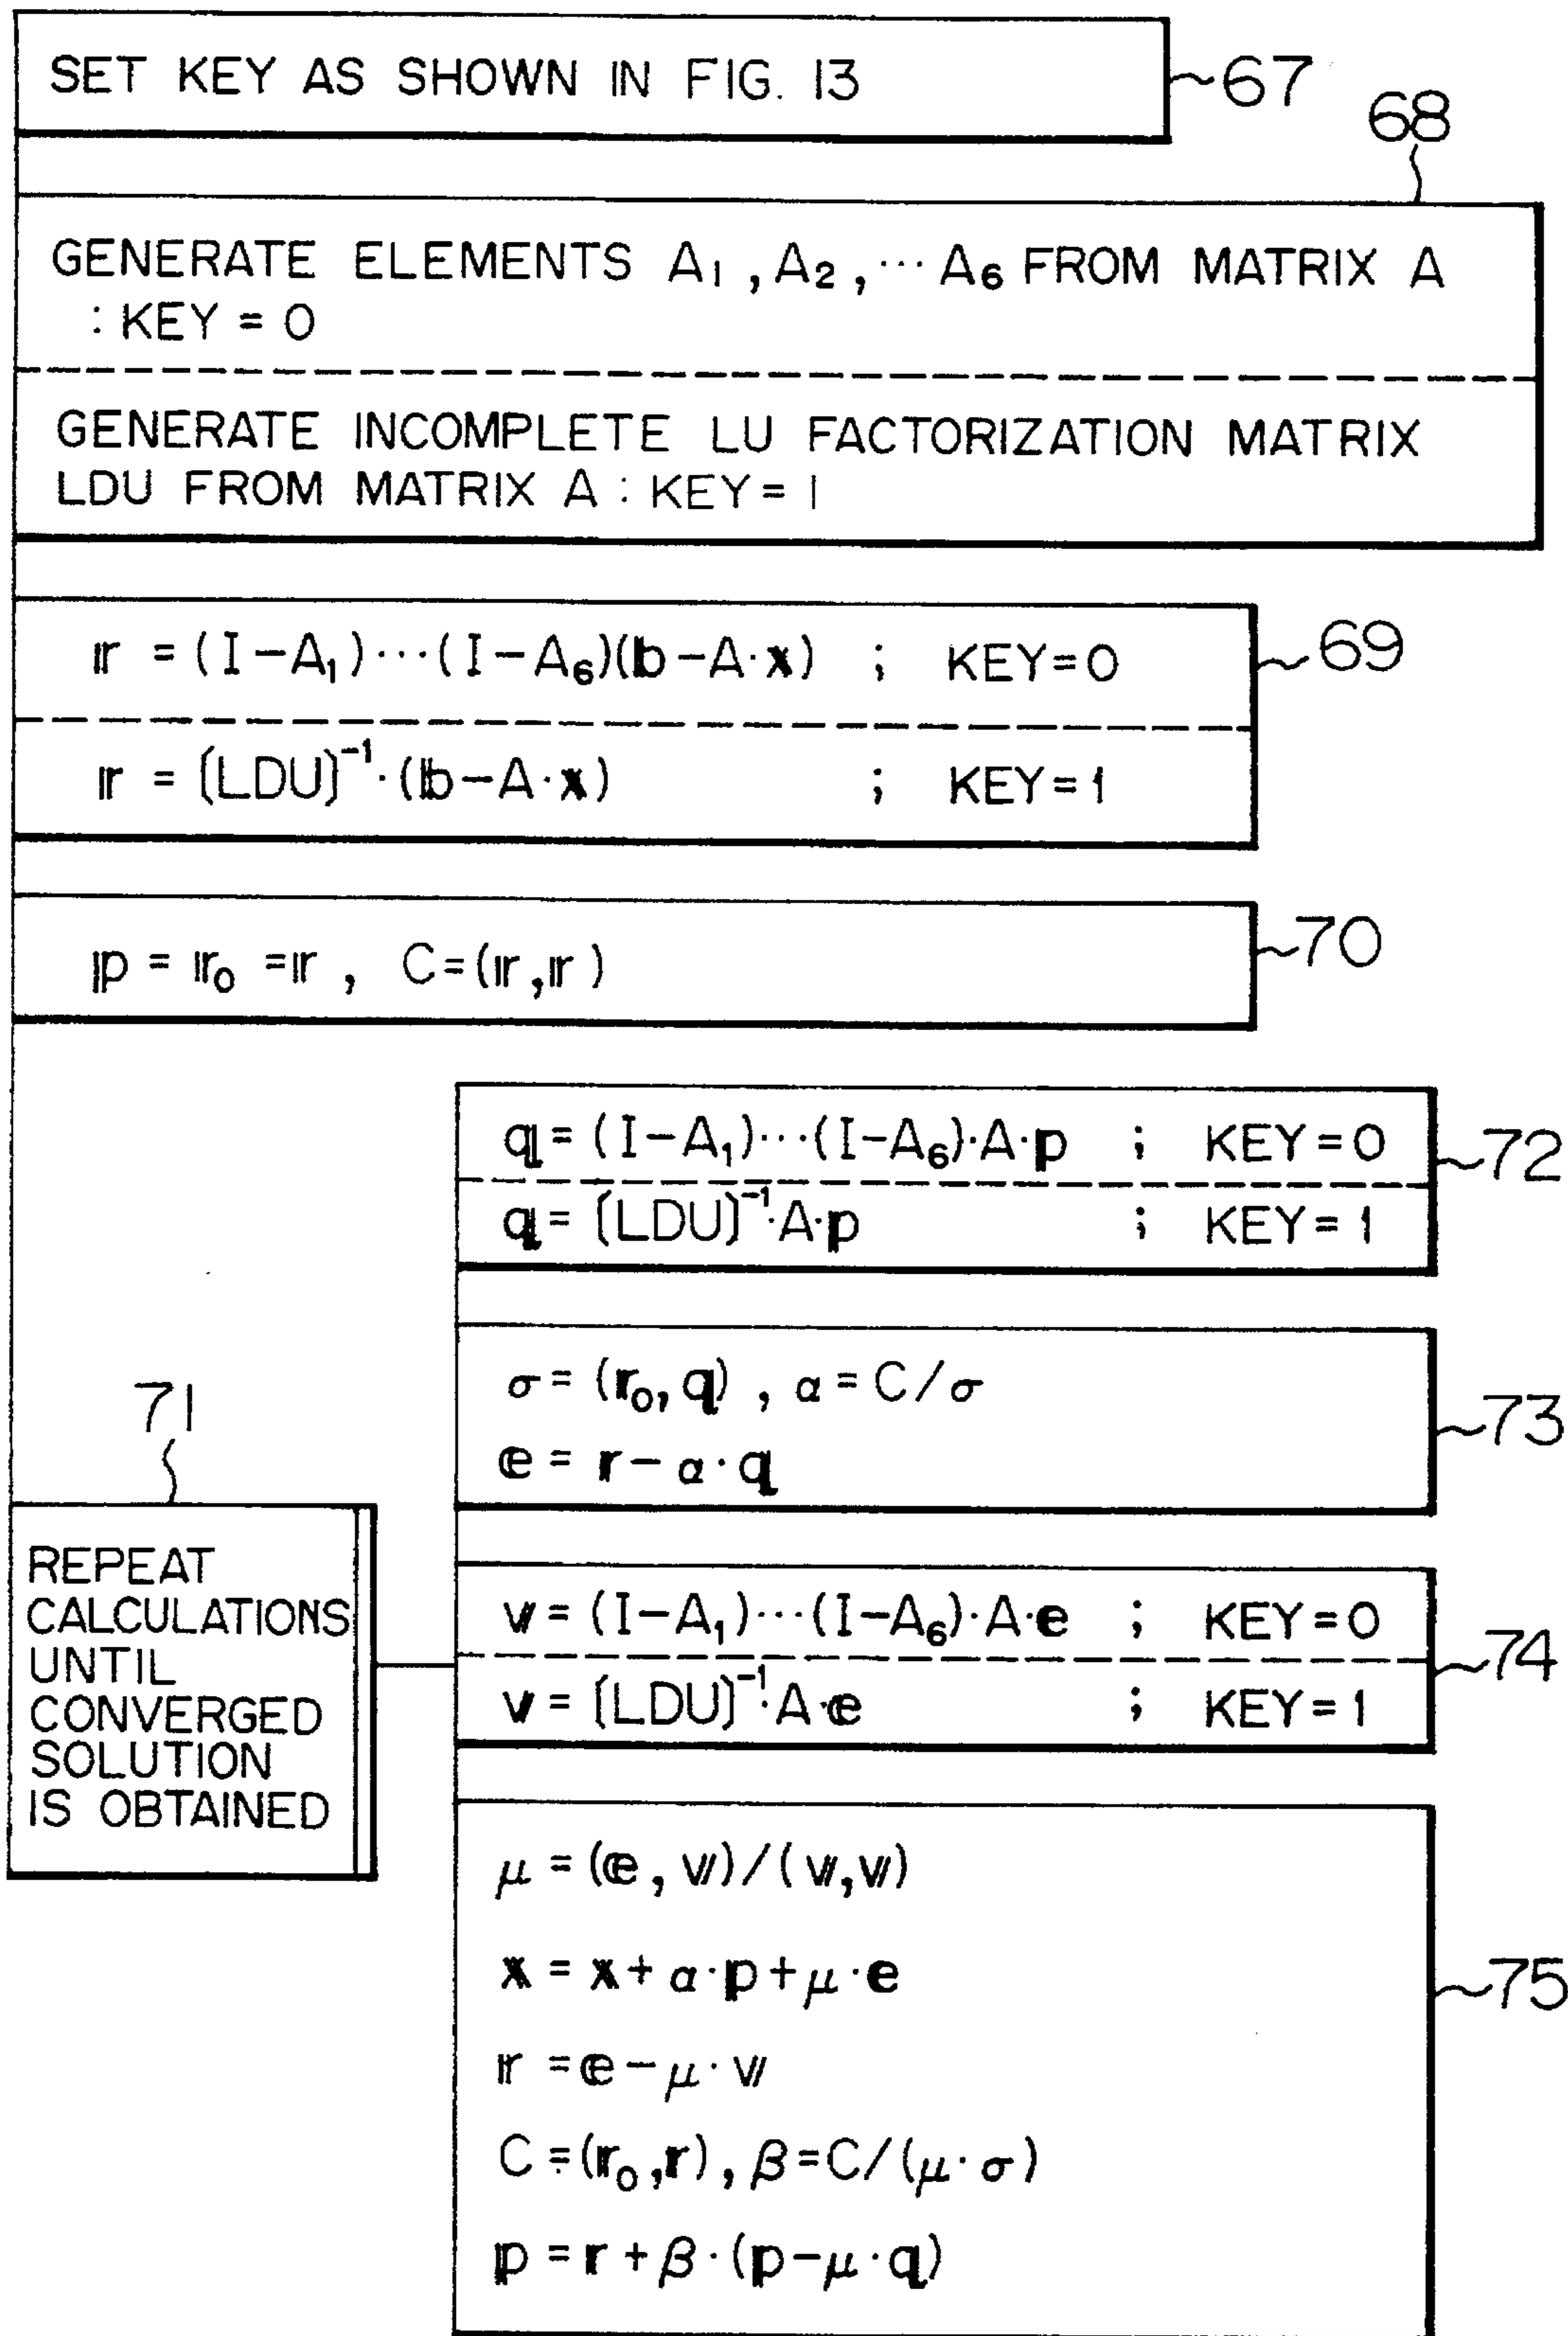 SET KEY AS SHOWN IN FIG. 13
67
68
GENERATE ELEMENTS A₁ , A₂ , ··· A₆ FROM MATRIX A
: KEY = 0
GENERATE INCOMPLETE LU FACTORIZATION MATRIX
LDU FROM MATRIX A : KEY = 1
𝕣 = (I-A₁)···(I-A₆)(𝕓-A·𝕩) ; KEY=0
69
𝕣 = (LDU)⁻¹·(𝕓-A·𝕩) ; KEY=1
𝕡 = 𝕣₀ = 𝕣 , C=(𝕣,𝕣)
70
𝕢 = (I-A₁)···(I-A₆)·A·𝕡 ; KEY=0
72
𝕢 = (LDU)⁻¹·A·𝕡 ; KEY=1
σ = (𝕣₀, 𝕢) , α = C/σ
73
𝕖 = 𝕣 - α·𝕢
71
REPEAT
CALCULATIONS
UNTIL
CONVERGED
SOLUTION
IS OBTAINED
𝕧 = (I-A₁)···(I-A₆)·A·𝕖 ; KEY=0
74
𝕧 = (LDU)⁻¹·A·𝕖 ; KEY=1
μ = (𝕖, 𝕧)/(𝕧,𝕧)
𝕩 = 𝕩 + α·𝕡 + μ·𝕖
75
𝕣 = 𝕖 - μ·𝕧
C = (𝕣₀,𝕣) , β = C/(μ·σ)
𝕡 = 𝕣 + β·(𝕡-μ·𝕢)